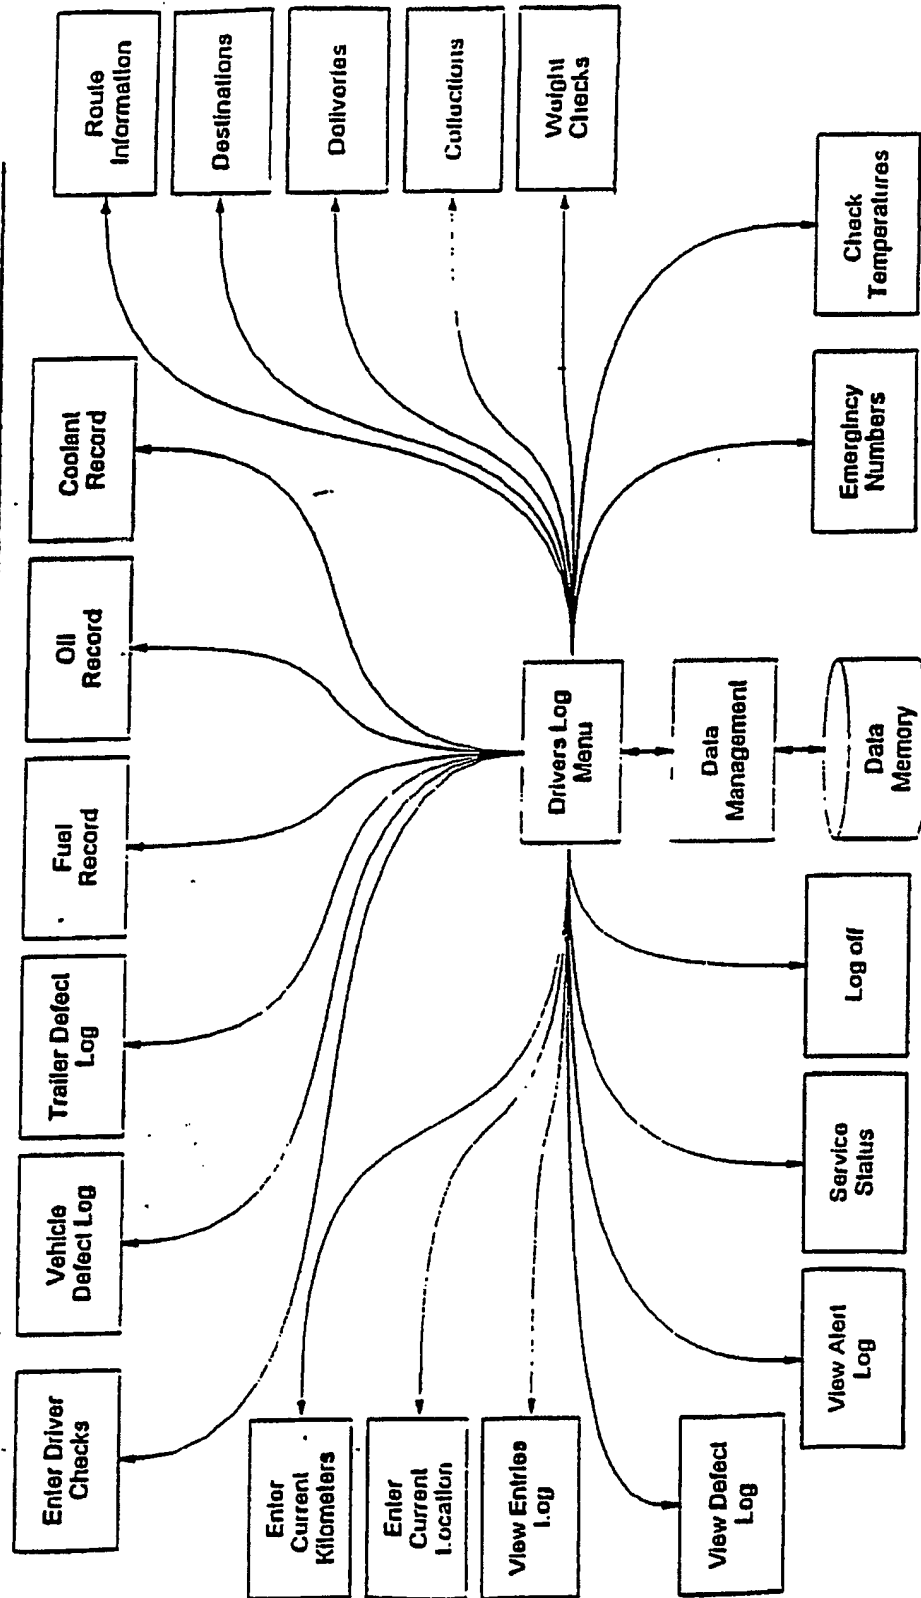 Enter Driver
Checks
Vehicle
Defect Log
Trailer Defect
Log
Fuel
Record
Oil
Record
Coolant
Record
Route
Information
Destinations
Deliveries
Collections
Weight
Checks
Enter
Current
Kilometers
Enter
Current
Location
View Entries
Log
Drivers Log
Menu
Data
Management
Data
Memory
View Defect
Log
View Alert
Log
Service
Status
Log off
Emergincy
Numbers
Check
Temperatures